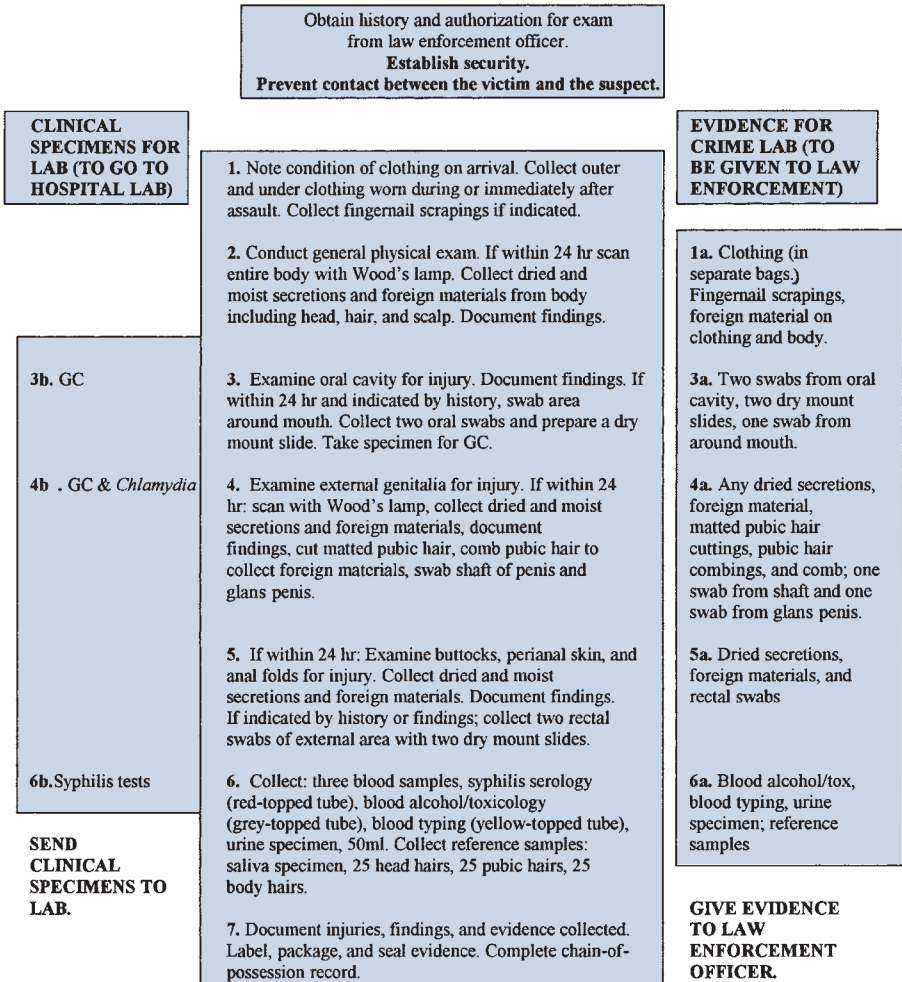 Obtain history and authorization for exam
from law enforcement officer.
Establish security.
Prevent contact between the victim and the suspect.
CLINICAL
SPECIMENS FOR
LAB (TO GO TO
HOSPITAL LAB)
EVIDENCE FOR
CRIME LAB (TO
BE GIVEN TO LAW
ENFORCEMENT)
1. Note condition of clothing on arrival. Collect outer
and under clothing worn during or immediately after
assault. Collect fingernail scrapings if indicated.
2. Conduct general physical exam. If within 24 hr scan
entire body with Wood's lamp. Collect dried and
moist secretions and foreign materials from body
including head, hair, and scalp. Document findings.
1a. Clothing (in
separate bags.)
Fingernail scrapings,
foreign material on
clothing and body.
3b. GC
3. Examine oral cavity for injury. Document findings. If
within 24 hr and indicated by history, swab area
around mouth. Collect two oral swabs and prepare a dry
mount slide. Take specimen for GC.
3a. Two swabs from oral
cavity, two dry mount
slides, one swab from
around mouth.
4b . GC & Chlamydia
4. Examine external genitalia for injury. If within 24
hr: scan with Wood's lamp, collect dried and moist
secretions and foreign materials, document
findings, cut matted pubic hair, comb pubic hair to
collect foreign materials, swab shaft of penis and
glans penis.
4a. Any dried secretions,
foreign material,
matted pubic hair
cuttings, pubic hair
combings, and comb; one
swab from shaft and one
swab from glans penis.
5. If within 24 hr: Examine buttocks, perianal skin, and
anal folds for injury. Collect dried and moist
secretions and foreign materials. Document findings.
If indicated by history or findings; collect two rectal
swabs of external area with two dry mount slides.
5a. Dried secretions,
foreign materials, and
rectal swabs
6b.Syphilis tests
6. Collect: three blood samples, syphilis serology
(red-topped tube), blood alcohol/toxicology
(grey-topped tube), blood typing (yellow-topped tube),
urine specimen, 50ml. Collect reference samples:
saliva specimen, 25 head hairs, 25 pubic hairs, 25
body hairs.
6a. Blood alcohol/tox,
blood typing, urine
specimen; reference
samples
SEND
CLINICAL
SPECIMENS TO
LAB.
7. Document injuries, findings, and evidence collected.
Label, package, and seal evidence. Complete chain-of-
possession record.
GIVE EVIDENCE
TO LAW
ENFORCEMENT
OFFICER.